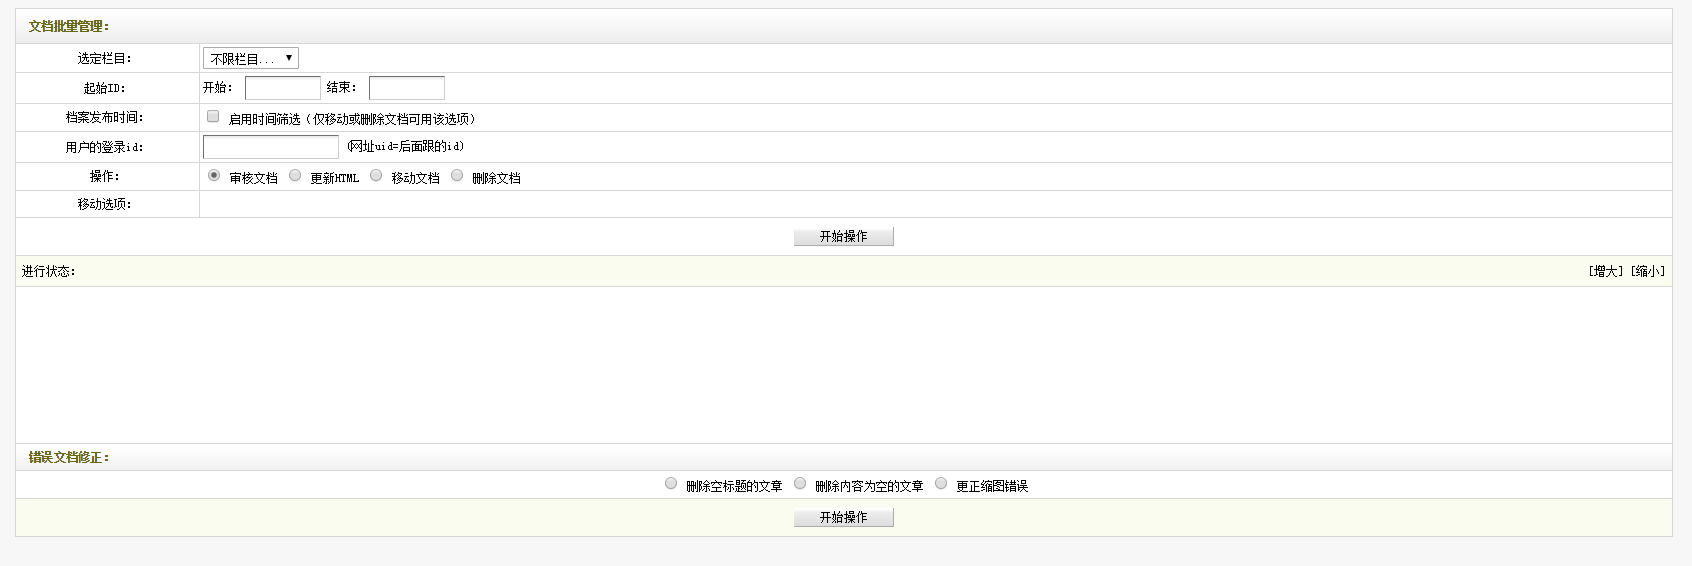 文档批量管理：
选定栏目： 不限栏目...
起始ID： 开始： 结束：
档案发布时间： 启用时间筛选（仅移动或删除文档可用该选项）
用户的登录id： (网址uid=后面跟的id)
操作： 审核文档 更新HTML 移动文档 删除文档
移动选项：
开始操作
进行状态： [增大] [缩小]
错误文档修正：
删除空标题的文章 删除内容为空的文章 更正缩图错误
开始操作